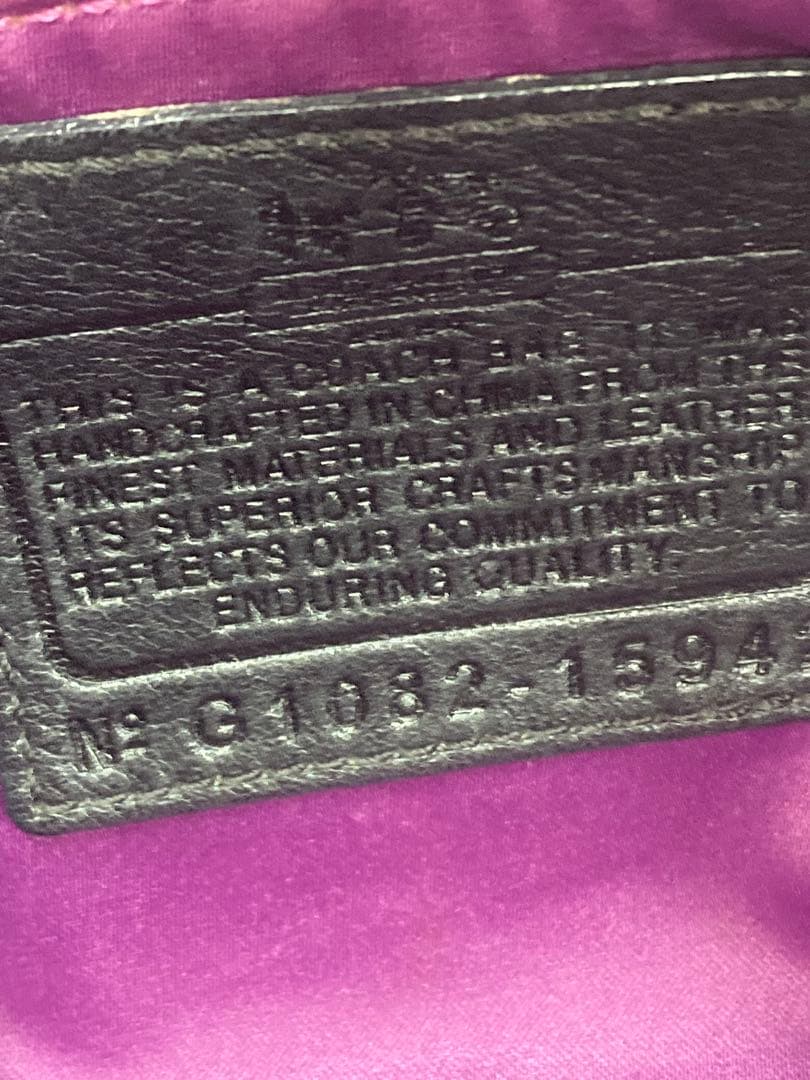 THIS IS A COACH BAG. IT WAS
HANDCRAFTED IN CHINA FROM THE
FINEST MATERIALS AND LEATHER.
ITS SUPERIOR CRAFTSMANSHIP
REFLECTS OUR COMMITMENT TO
ENDURING QUALITY.
Nº G1082-1594